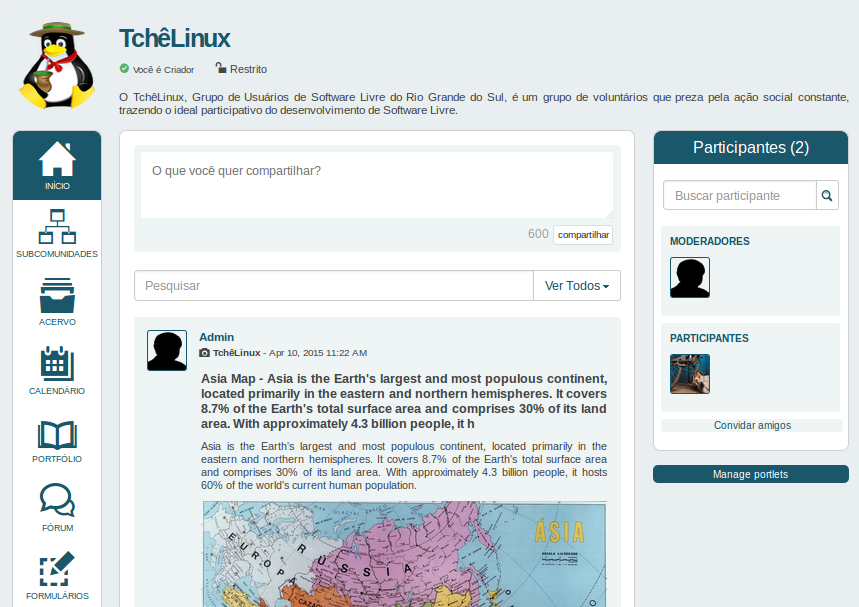 TchêLinux
Você é Criador
Restrito
O TchêLinux, Grupo de Usuários de Software Livre do Rio Grande do Sul, é um grupo de voluntários que preza pela ação social constante,
trazendo o ideal participativo do desenvolvimento de Software Livre.
INÍCIO
SUBCOMUNIDADES
ACERVO
CALENDÁRIO
PORTFÓLIO
FÓRUM
FORMULÁRIOS
O que você quer compartilhar?
600 compartilhar
Pesquisar
Ver Todos
Admin
TchêLinux - Apr 10, 2015 11:22 AM
Asia Map - Asia is the Earth's largest and most populous continent,
located primarily in the eastern and northern hemispheres. It covers
8.7% of the Earth's total surface area and comprises 30% of its land
area. With approximately 4.3 billion people, it h
Asia is the Earth's largest and most populous continent, located primarily in the
eastern and northern hemispheres. It covers 8.7% of the Earth's total surface area
and comprises 30% of its land area. With approximately 4.3 billion people, it hosts
60% of the world's current human population.
ÁSIA
EUROPA
RÚSSIA
Participantes (2)
Buscar participante
MODERADORES
PARTICIPANTES
Convidar amigos
Manage portlets